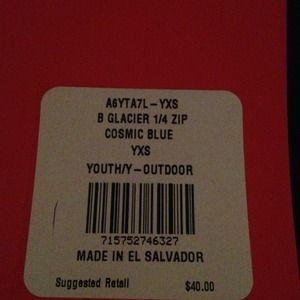 A6YTA7L-YXS
B GLACIER 1/4 ZIP
COSMIC BLUE
YXS
YOUTH/Y-OUTDOOR
715752746327
MADE IN EL SALVADOR
Suggested Retail $40.00